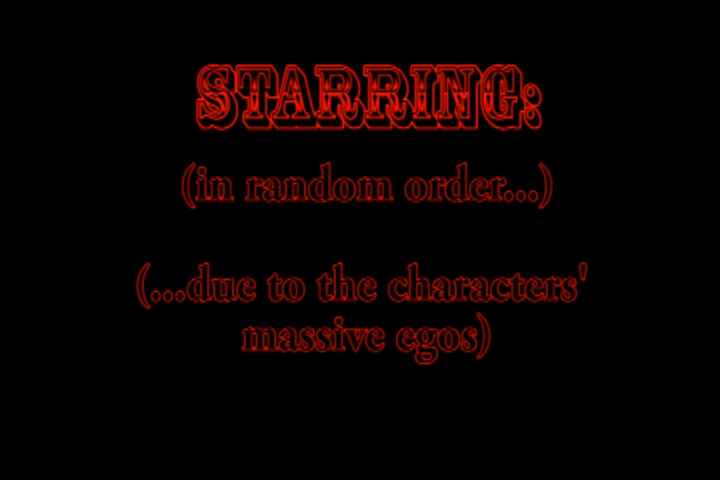 STARRING:
(in random order...)
(...due to the characters'
massive egos)